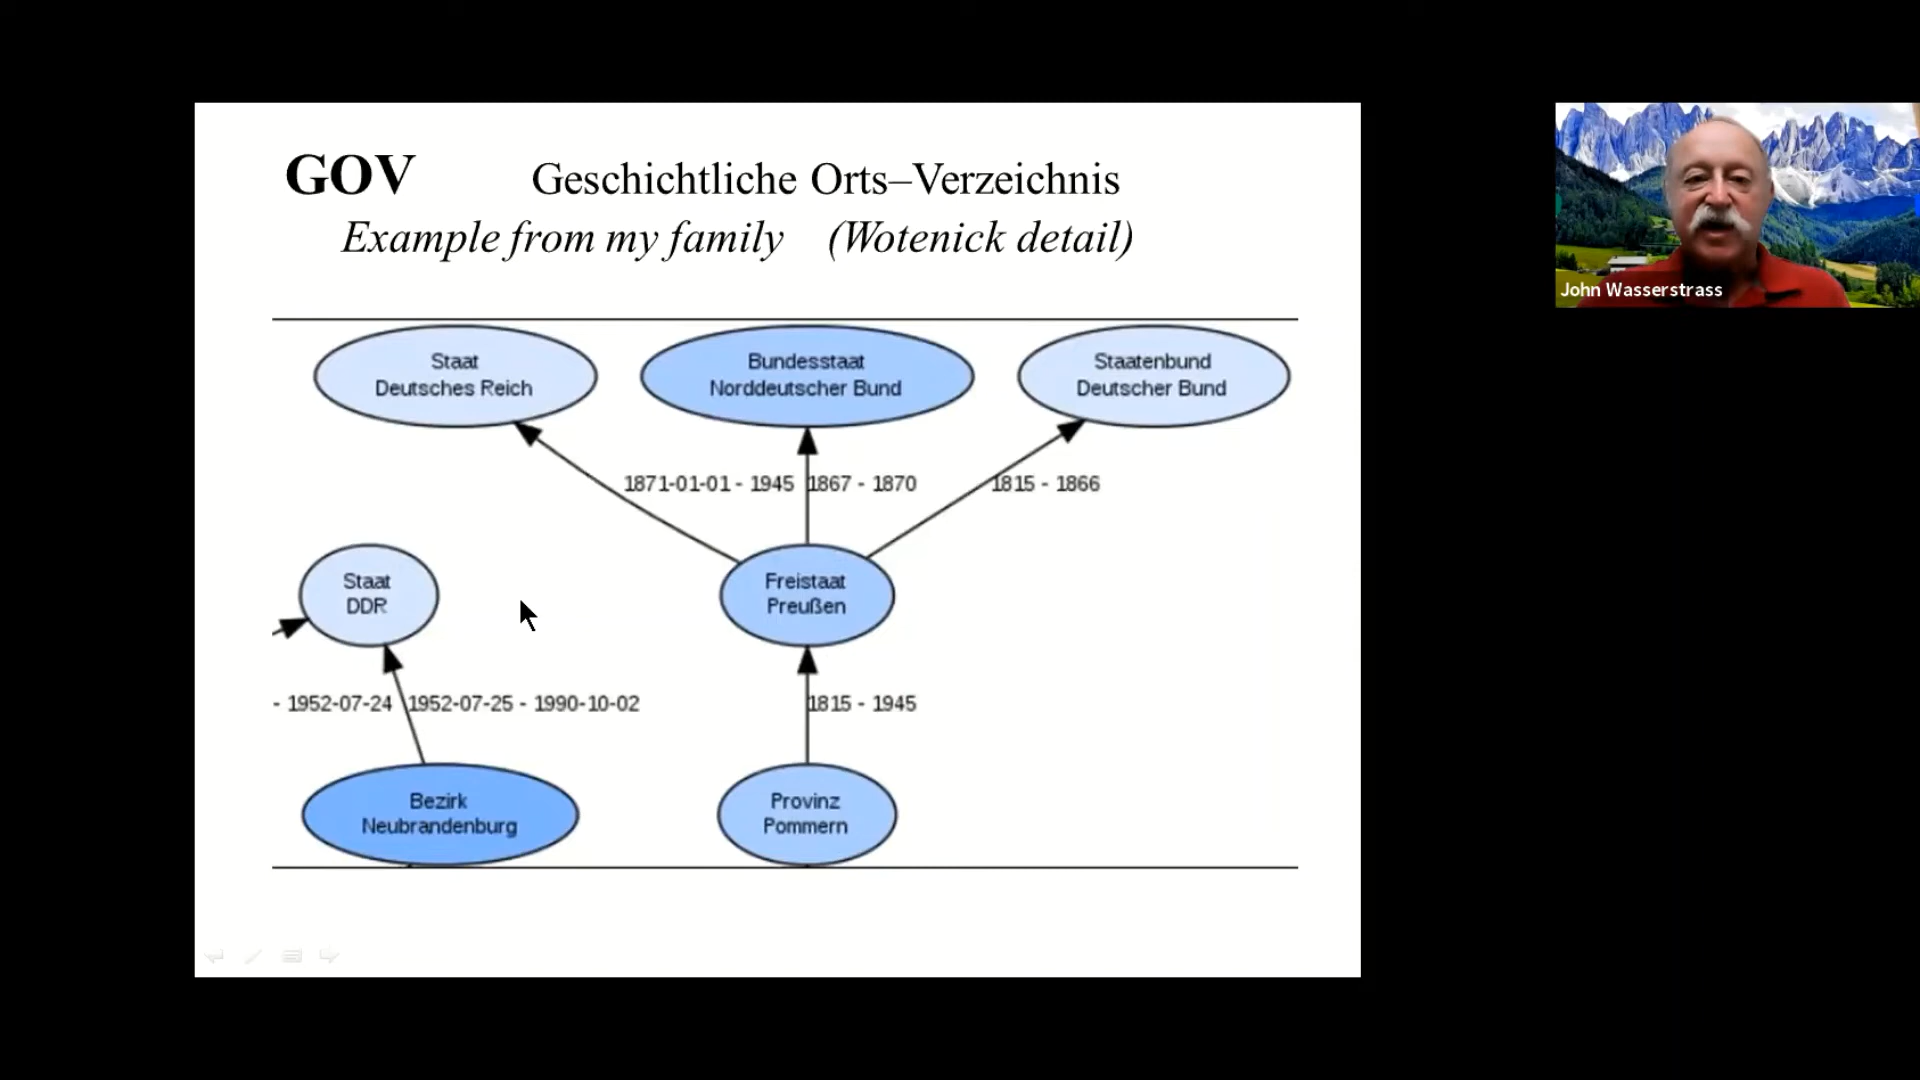 GOV Geschichtliche Orts–Verzeichnis
Example from my family (Wotenick detail)
John Wasserstrass
Staat
Deutsches Reich
Bundesstaat
Norddeutscher Bund
Staatenbund
Deutscher Bund
1871-01-01 - 1945
1867 - 1870
1815 - 1866
Staat
DDR
Freistaat
Preußen
- 1952-07-24
1952-07-25 - 1990-10-02
1815 - 1945
Bezirk
Neubrandenburg
Provinz
Pommern